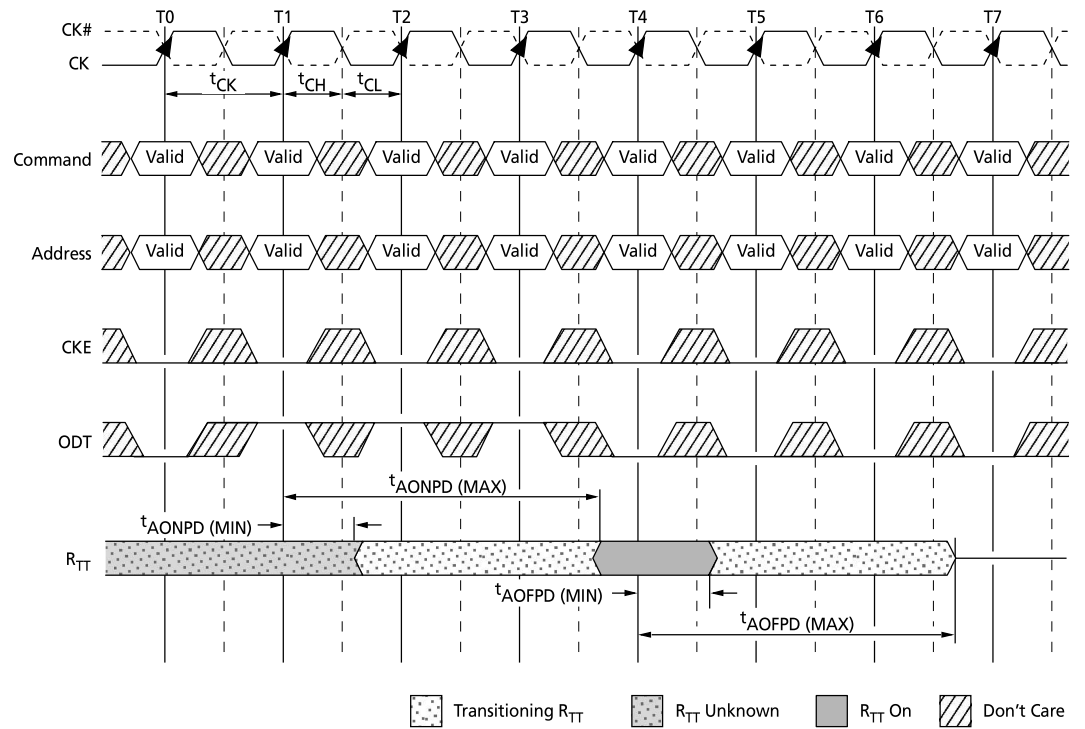 T0 T1 T2 T3 T4 T5 T6 T7
CK#
CK
tCK tCH tCL
Command Valid Valid Valid Valid Valid Valid Valid Valid
Address Valid Valid Valid Valid Valid Valid Valid Valid
CKE
ODT
tAONPD (MAX)
tAONPD (MIN)
RTT
tAOFPD (MIN)
tAOFPD (MAX)
Transitioning RTT RTT Unknown RTT On Don't Care